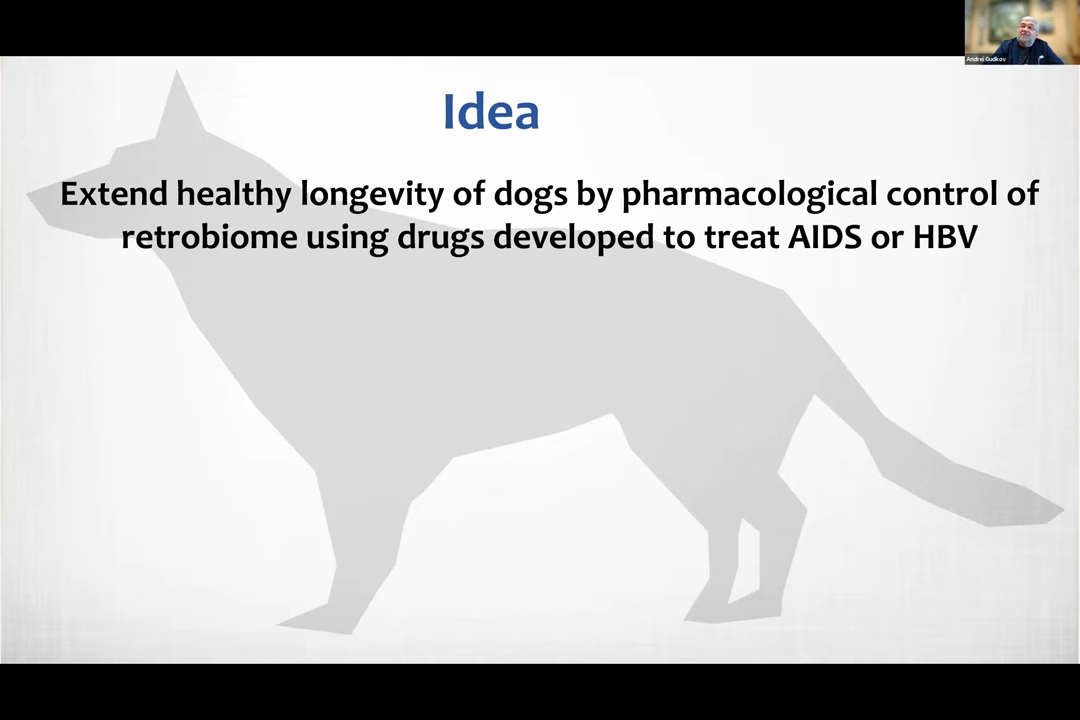 Andrei Gudkov
Idea
Extend healthy longevity of dogs by pharmacological control of
retrobiome using drugs developed to treat AIDS or HBV